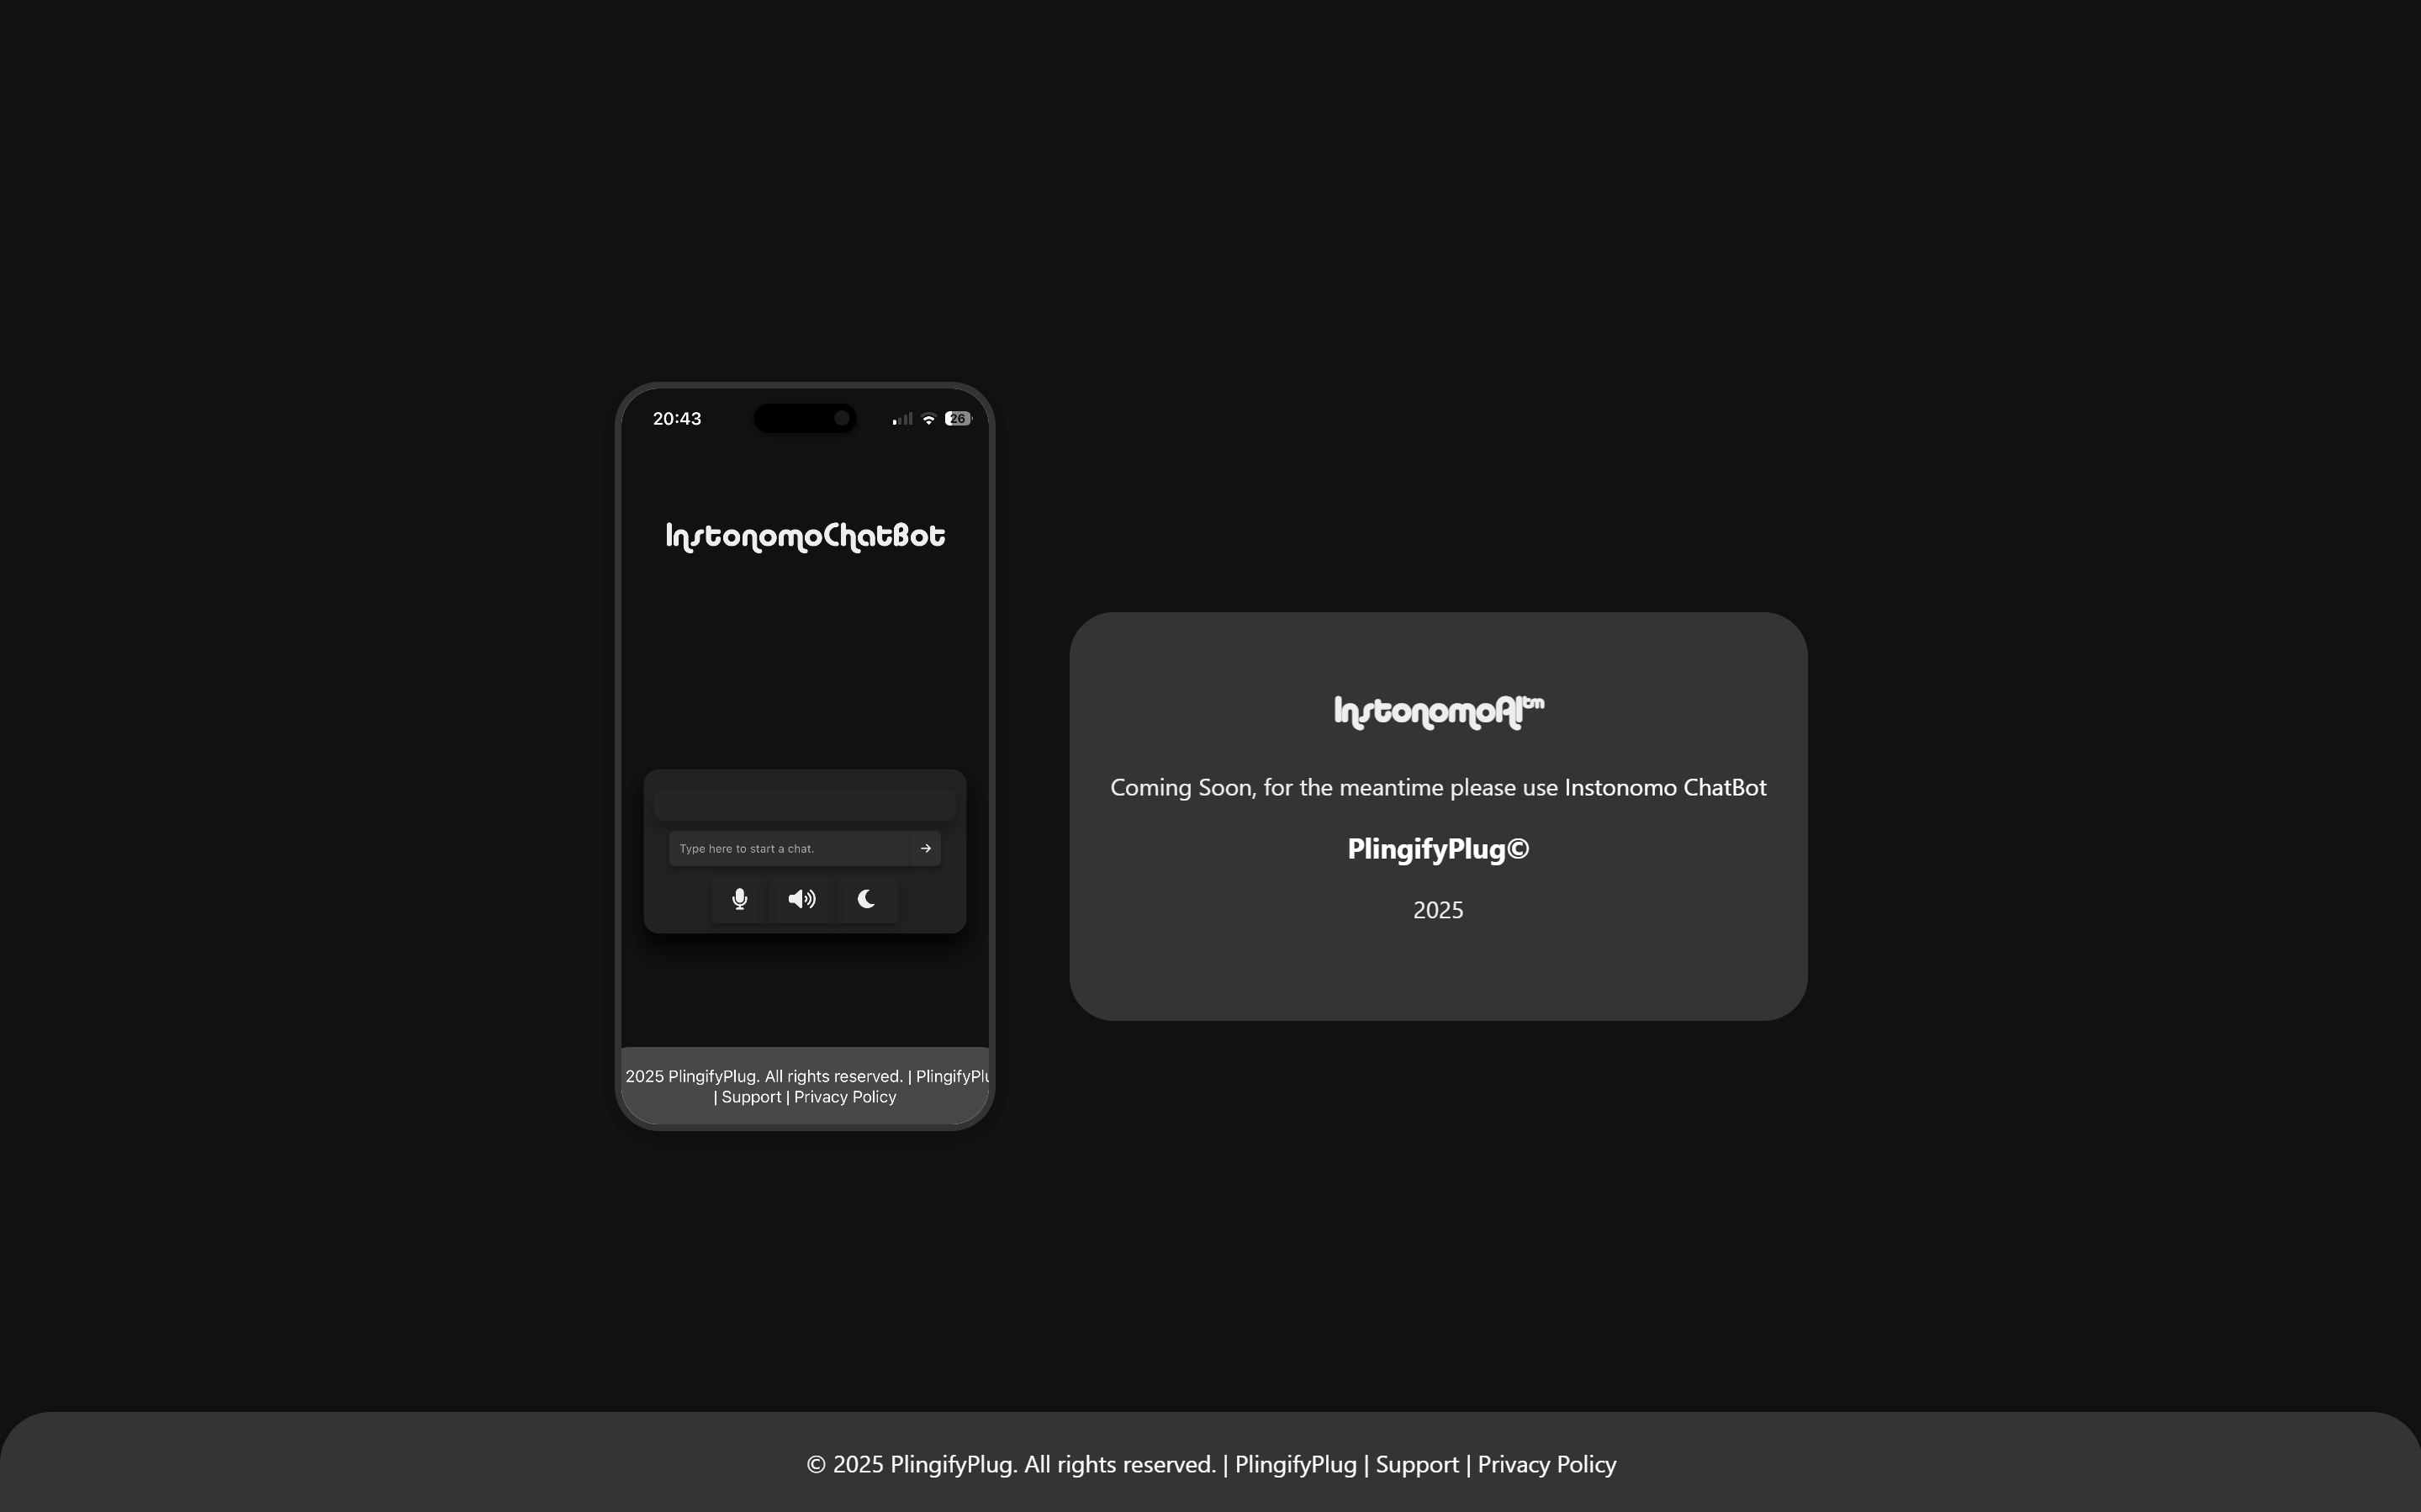 20:43
26
InstonomoChatBot
Type here to start a chat.
2025 PlingifyPlug. All rights reserved. | PlingifyPlu
| Support | Privacy Policy
InstonomoAI™
Coming Soon, for the meantime please use Instonomo ChatBot
PlingifyPlug©
2025
© 2025 PlingifyPlug. All rights reserved. | PlingifyPlug | Support | Privacy Policy